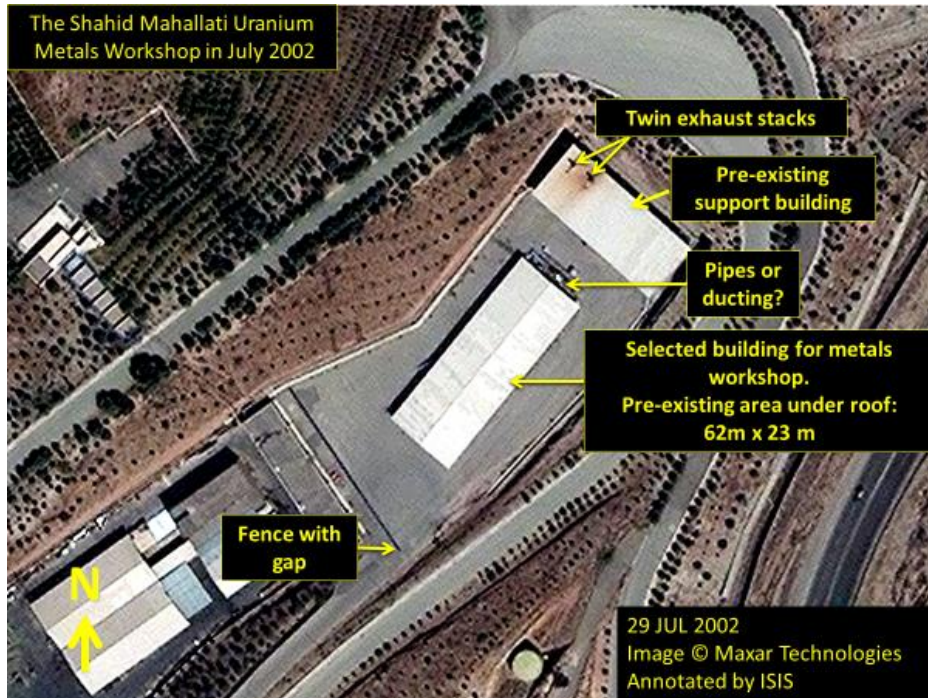 The Shahid Mahallati Uranium
Metals Workshop in July 2002
Twin exhaust stacks
Pre-existing
support building
Pipes or
ducting?
Selected building for metals
workshop.
Pre-existing area under roof:
62m x 23 m
Fence with
gap
N
29 JUL 2002
Image © Maxar Technologies
Annotated by ISIS